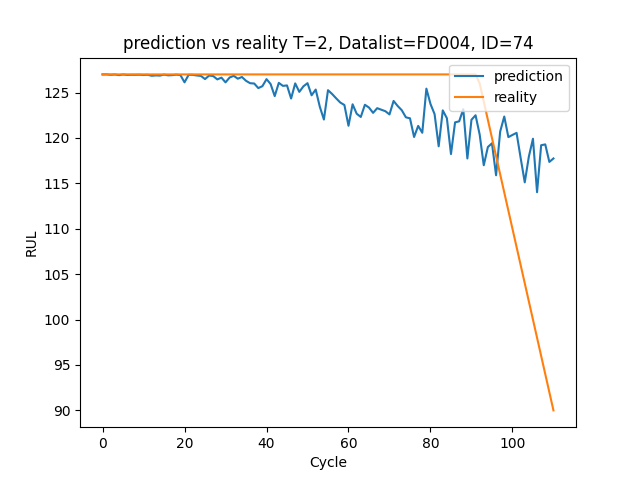 prediction vs reality T=2, Datalist=FD004, ID=74
prediction
reality
RUL
125
120
115
110
105
100
95
90
0 20 40 60 80 100
Cycle